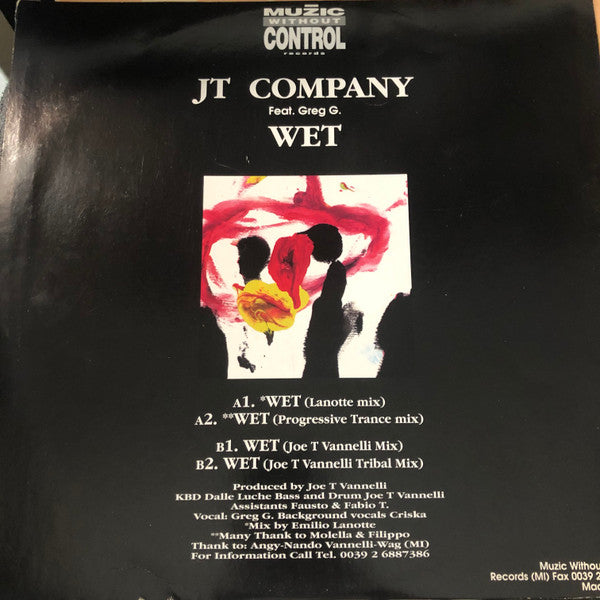 MUZIC
WITHOUT
CONTROL
records
JT COMPANY
Feat. Greg G.
WET
A1. *WET (Lanotte mix)
A2. **WET (Progressive Trance mix)
B1. WET (Joe T Vannelli Mix)
B2. WET (Joe T Vannelli Tribal Mix)
Produced by Joe T Vannelli
KBD Dalle Luche Bass and Drum Joe T Vannelli
Assistants Fausto & Fabio T.
Vocal: Greg G. Background vocals Criska
*Mix by Emilio Lanotte
**Many Thank to Molella & Filippo
Thank to: Angy-Nando Vannelli-Wag (MI)
For Information Call Tel. 0039 2 6887386
Muzic Withou
Records (MI) Fax 0039 2
Mad